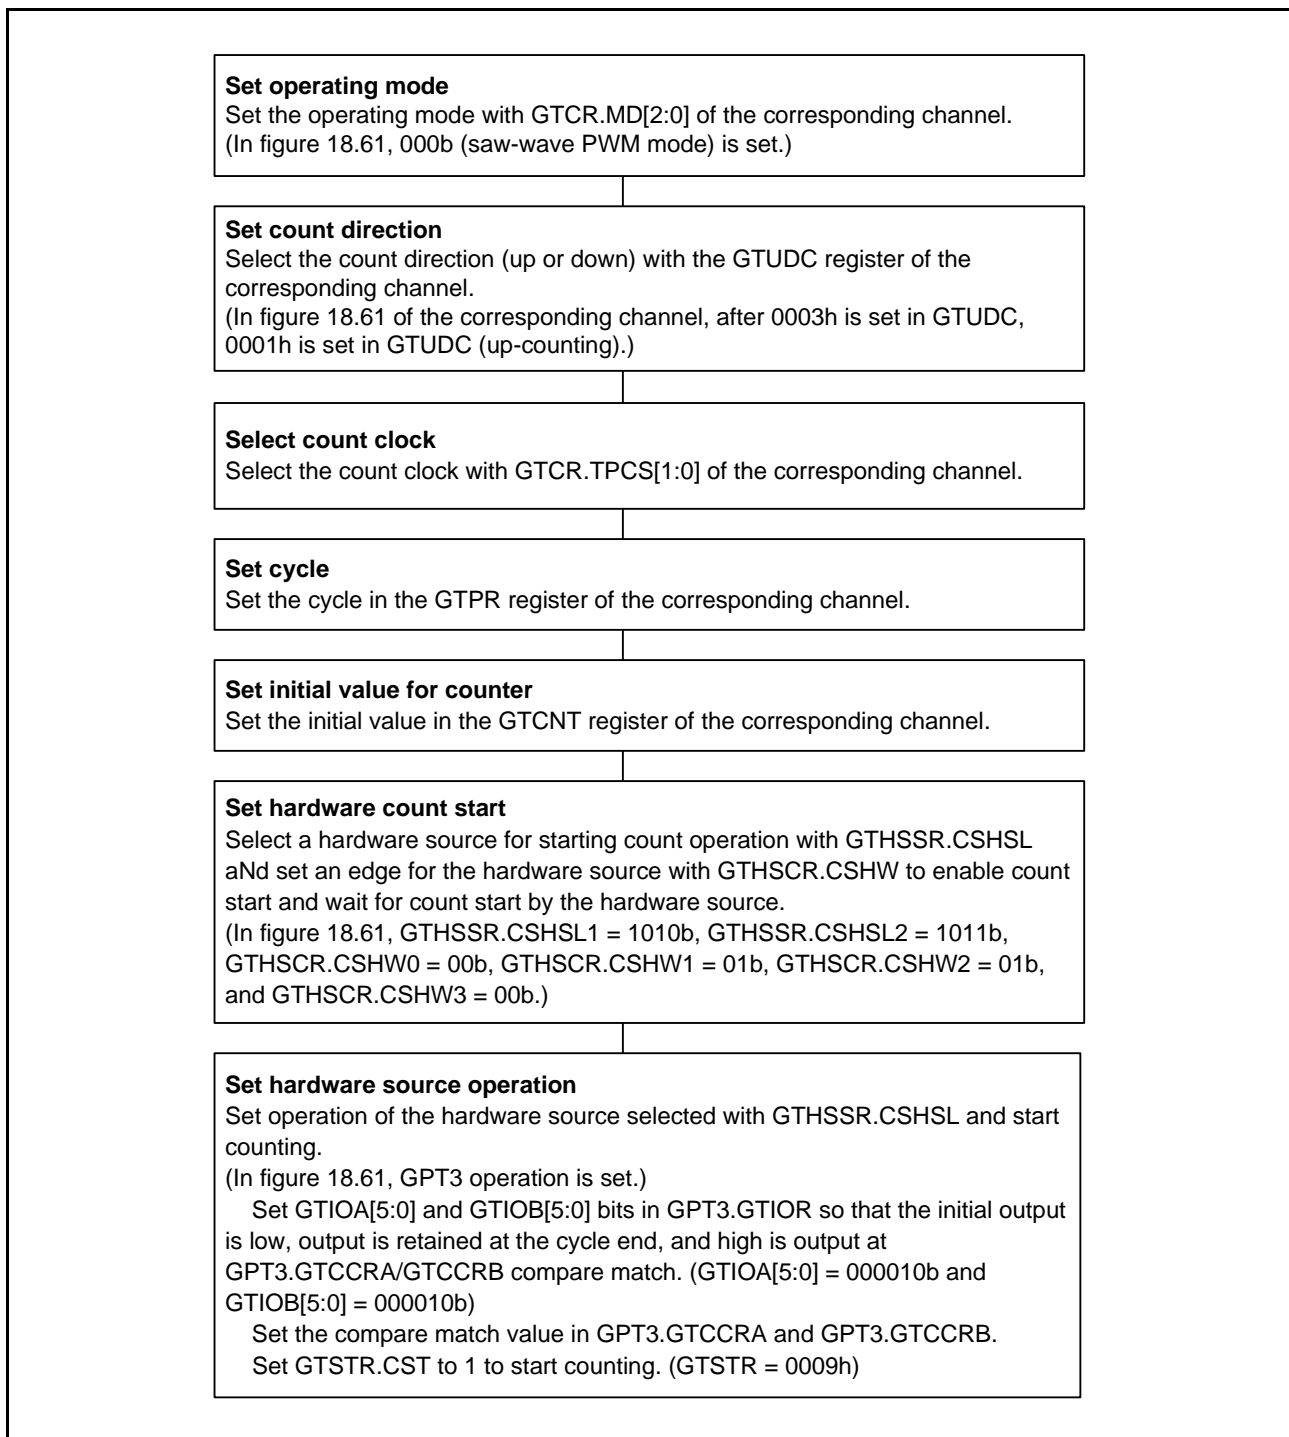 Set operating mode
Set the operating mode with GTCR.MD[2:0] of the corresponding channel.
(In figure 18.61, 000b (saw-wave PWM mode) is set.)
Set count direction
Select the count direction (up or down) with the GTUDC register of the
corresponding channel.
(In figure 18.61 of the corresponding channel, after 0003h is set in GTUDC,
0001h is set in GTUDC (up-counting).)
Select count clock
Select the count clock with GTCR.TPCS[1:0] of the corresponding channel.
Set cycle
Set the cycle in the GTPR register of the corresponding channel.
Set initial value for counter
Set the initial value in the GTCNT register of the corresponding channel.
Set hardware count start
Select a hardware source for starting count operation with GTHSSR.CSHSL
aNd set an edge for the hardware source with GTHSCR.CSHW to enable count
start and wait for count start by the hardware source.
(In figure 18.61, GTHSSR.CSHSL1 = 1010b, GTHSSR.CSHSL2 = 1011b,
GTHSCR.CSHW0 = 00b, GTHSCR.CSHW1 = 01b, GTHSCR.CSHW2 = 01b,
and GTHSCR.CSHW3 = 00b.)
Set hardware source operation
Set operation of the hardware source selected with GTHSSR.CSHSL and start
counting.
(In figure 18.61, GPT3 operation is set.)
Set GTIOA[5:0] and GTIOB[5:0] bits in GPT3.GTIOR so that the initial output
is low, output is retained at the cycle end, and high is output at
GPT3.GTCCRA/GTCCRB compare match. (GTIOA[5:0] = 000010b and
GTIOB[5:0] = 000010b)
Set the compare match value in GPT3.GTCCRA and GPT3.GTCCRB.
Set GTSTR.CST to 1 to start counting. (GTSTR = 0009h)